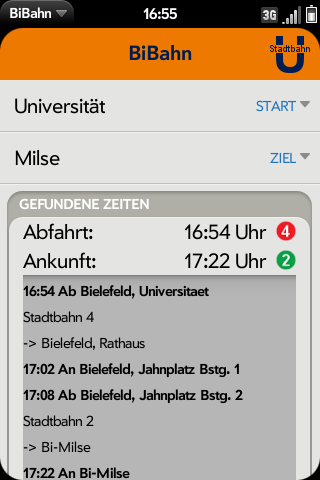 BiBahn
16:55
3G
BiBahn
Stadtbahn
U
Universität
START
Milse
ZIEL
GEFUNDENE ZEITEN
Abfahrt: 16:54 Uhr 4
Ankunft: 17:22 Uhr 2
16:54 Ab Bielefeld, Universitaet
Stadtbahn 4
-> Bielefeld, Rathaus
17:02 An Bielefeld, Jahnplatz Bstg. 1
17:08 Ab Bielefeld, Jahnplatz Bstg. 2
Stadtbahn 2
-> Bi-Milse
17:22 An Bi-Milse